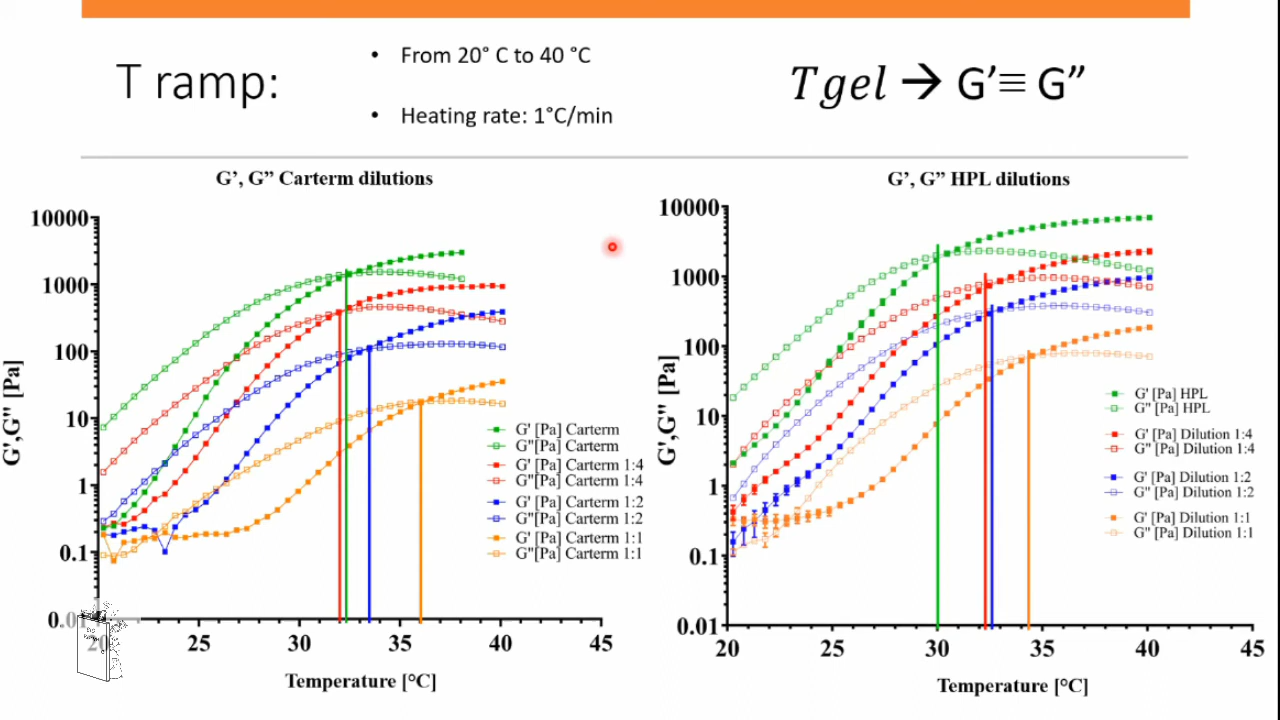 T ramp:
• From 20° C to 40 °C
• Heating rate: 1°C/min
Tgel → G’≡ G”
G’, G” Carterm dilutions
10000
1000
100
10
1
0.1
0.01
20 25 30 35 40 45
G',G" [Pa]
Temperature [°C]
G' [Pa] Carterm
G"[Pa] Carterm
G' [Pa] Carterm 1:4
G"[Pa] Carterm 1:4
G' [Pa] Carterm 1:2
G"[Pa] Carterm 1:2
G' [Pa] Carterm 1:1
G"[Pa] Carterm 1:1
G’, G” HPL dilutions
10000
1000
100
10
1
0.1
0.01
20 25 30 35 40 45
G',G" [Pa]
Temperature [°C]
G' [Pa] HPL
G" [Pa] HPL
G' [Pa] Dilution 1:4
G" [Pa] Dilution 1:4
G' [Pa] Dilution 1:2
G" [Pa] Dilution 1:2
G' [Pa] Dilution 1:1
G" [Pa] Dilution 1:1